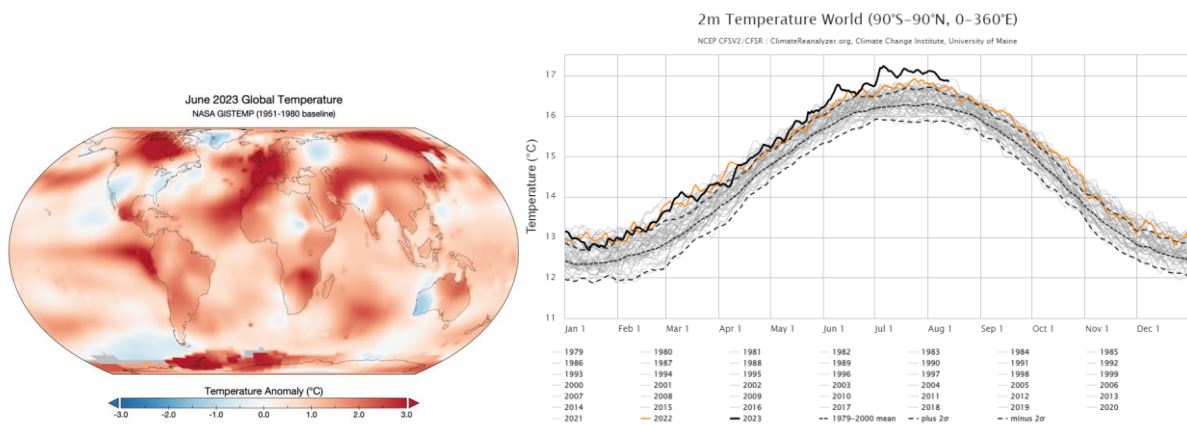 June 2023 Global Temperature
NASA GISTEMP (1951-1980 baseline)
Temperature Anomaly (°C)
-3.0 -2.0 -1.0 0.0 1.0 2.0 3.0
2m Temperature World (90°S–90°N, 0–360°E)
NCEP CFSV2/CFSR | ClimateReanalyzer.org, Climate Change Institute, University of Maine
Temperature (°C)
17
16
15
14
13
12
11
Jan 1 Feb 1 Mar 1 Apr 1 May 1 Jun 1 Jul 1 Aug 1 Sep 1 Oct 1 Nov 1 Dec 1
1979 1980 1981 1982 1983 1984 1985
1986 1987 1988 1989 1990 1991 1992
1993 1994 1995 1996 1997 1998 1999
2000 2001 2002 2003 2004 2005 2006
2007 2008 2009 2010 2011 2012 2013
2014 2015 2016 2017 2018 2019 2020
2021 2022 2023 1979–2000 mean plus 2σ minus 2σ